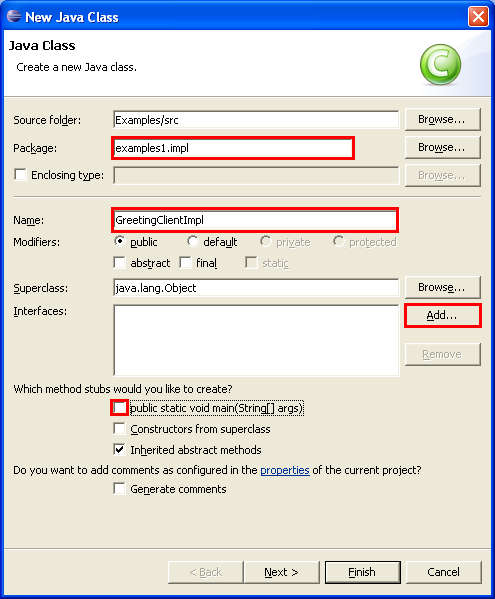 New Java Class
Java Class
Create a new Java class.
C
Source folder: Examples/src Browse...
Package: examples1.impl Browse...
Enclosing type: Browse...
Name: GreetingClientImpl
Modifiers: public default private protected
abstract final static
Superclass: java.lang.Object Browse...
Interfaces: Add...
Remove
Which method stubs would you like to create?
public static void main(String[] args)
Constructors from superclass
Inherited abstract methods
Do you want to add comments as configured in the properties of the current project?
Generate comments
< Back Next > Finish Cancel